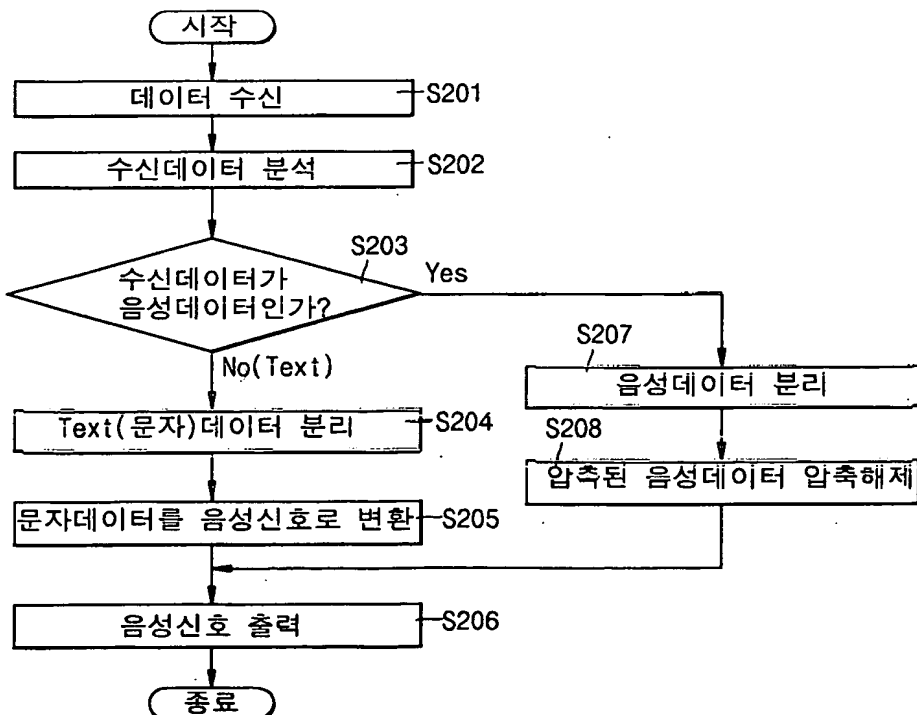 시작
데이터 수신
S201
수신데이터 분석
S202
S203
수신데이터가
음성데이터인가?
Yes
No(Text)
Text(문자)데이터 분리
S204
문자데이터를 음성신호로 변환
S205
S207
음성데이터 분리
S208
압축된 음성데이터 압축해제
음성신호 출력
S206
종료